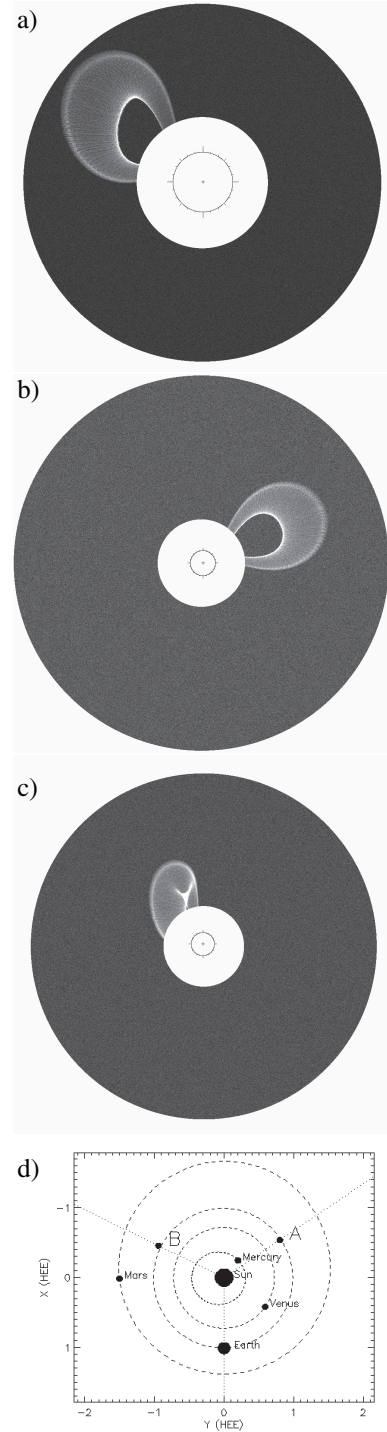 a)
b)
c)
d)
-1
B
A
Mercury
X (HEE)
0
Mars
Sun
Venus
1
Earth
-2
-1
0
1
2
Y (HEE)